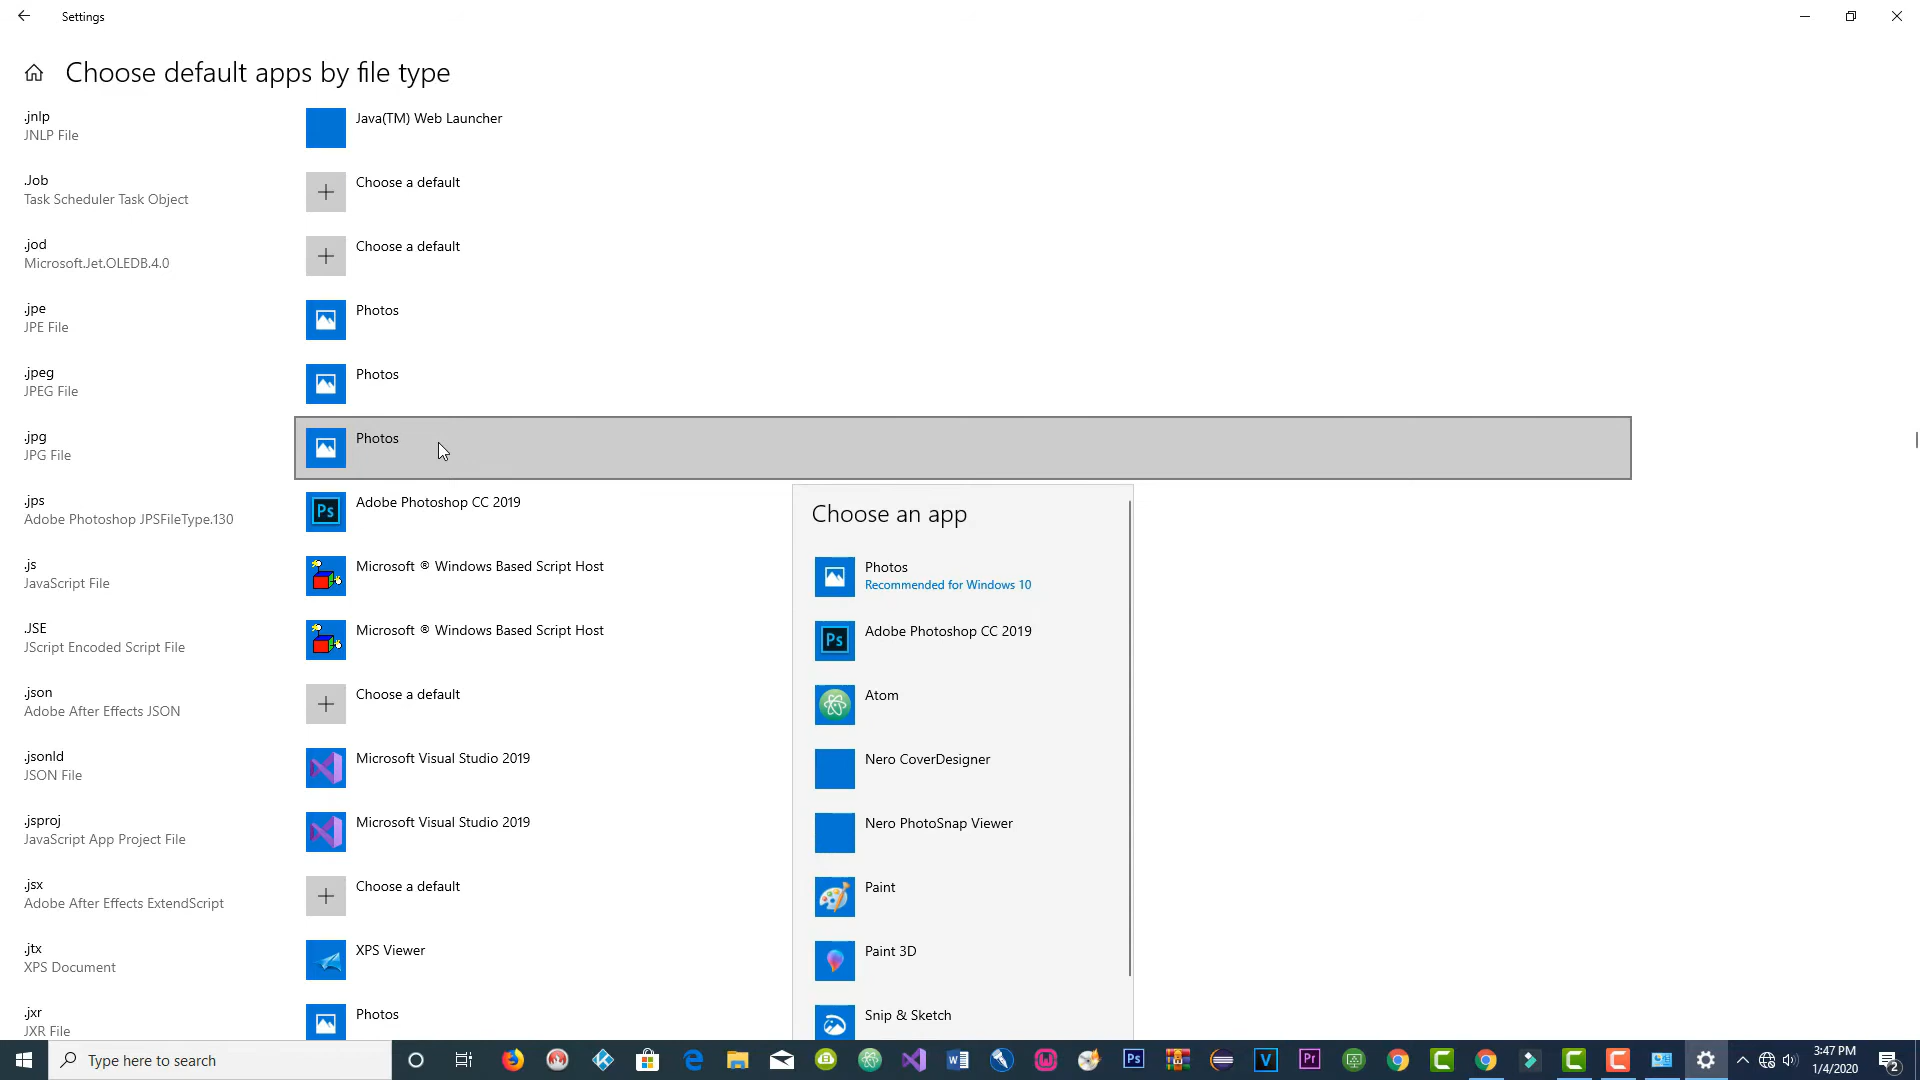 Settings
Choose default apps by file type
.jnlp
JNLP File
Java(TM) Web Launcher
.Job
Task Scheduler Task Object
Choose a default
.jod
Microsoft.Jet.OLEDB.4.0
Choose a default
.jpe
JPE File
Photos
.jpeg
JPEG File
Photos
.jpg
JPG File
Photos
.jps
Adobe Photoshop JPSFileType.130
Ps
Adobe Photoshop CC 2019
.js
JavaScript File
Microsoft ® Windows Based Script Host
.JSE
JScript Encoded Script File
Microsoft ® Windows Based Script Host
.json
Adobe After Effects JSON
Choose a default
.jsonld
JSON File
Microsoft Visual Studio 2019
.jsproj
JavaScript App Project File
Microsoft Visual Studio 2019
.jsx
Adobe After Effects ExtendScript
Choose a default
.jtx
XPS Document
XPS Viewer
.jxr
JXR File
Photos
Choose an app
Photos
Recommended for Windows 10
Ps
Adobe Photoshop CC 2019
Atom
Nero CoverDesigner
Nero PhotoSnap Viewer
Paint
Paint 3D
Snip & Sketch
Type here to search
Ps
V
Pr
3:47 PM
1/4/2020
2